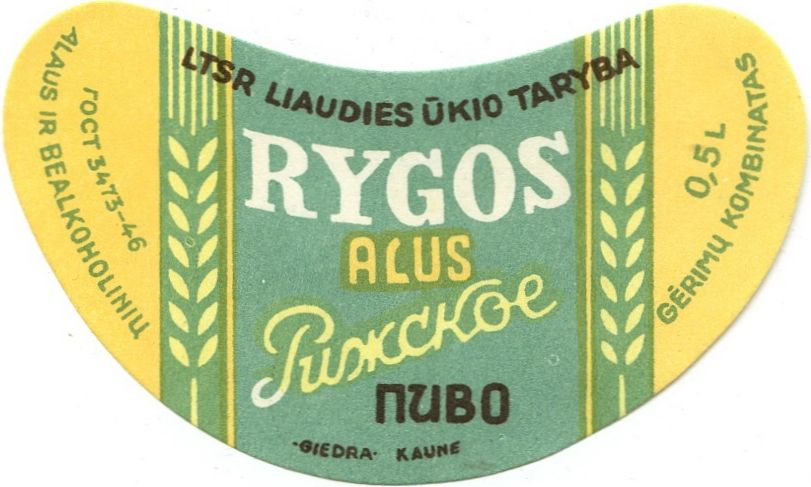 LTSR LIAUDIES ŪKIO TARYBA
RYGOS
ALUS
Рижское
пиво
·GIEDRA· KAUNE
ГОСТ 3473-46
ALAUS IR BEALKOHOLINIŲ
0,5 L
GĖRIMŲ KOMBINATAS